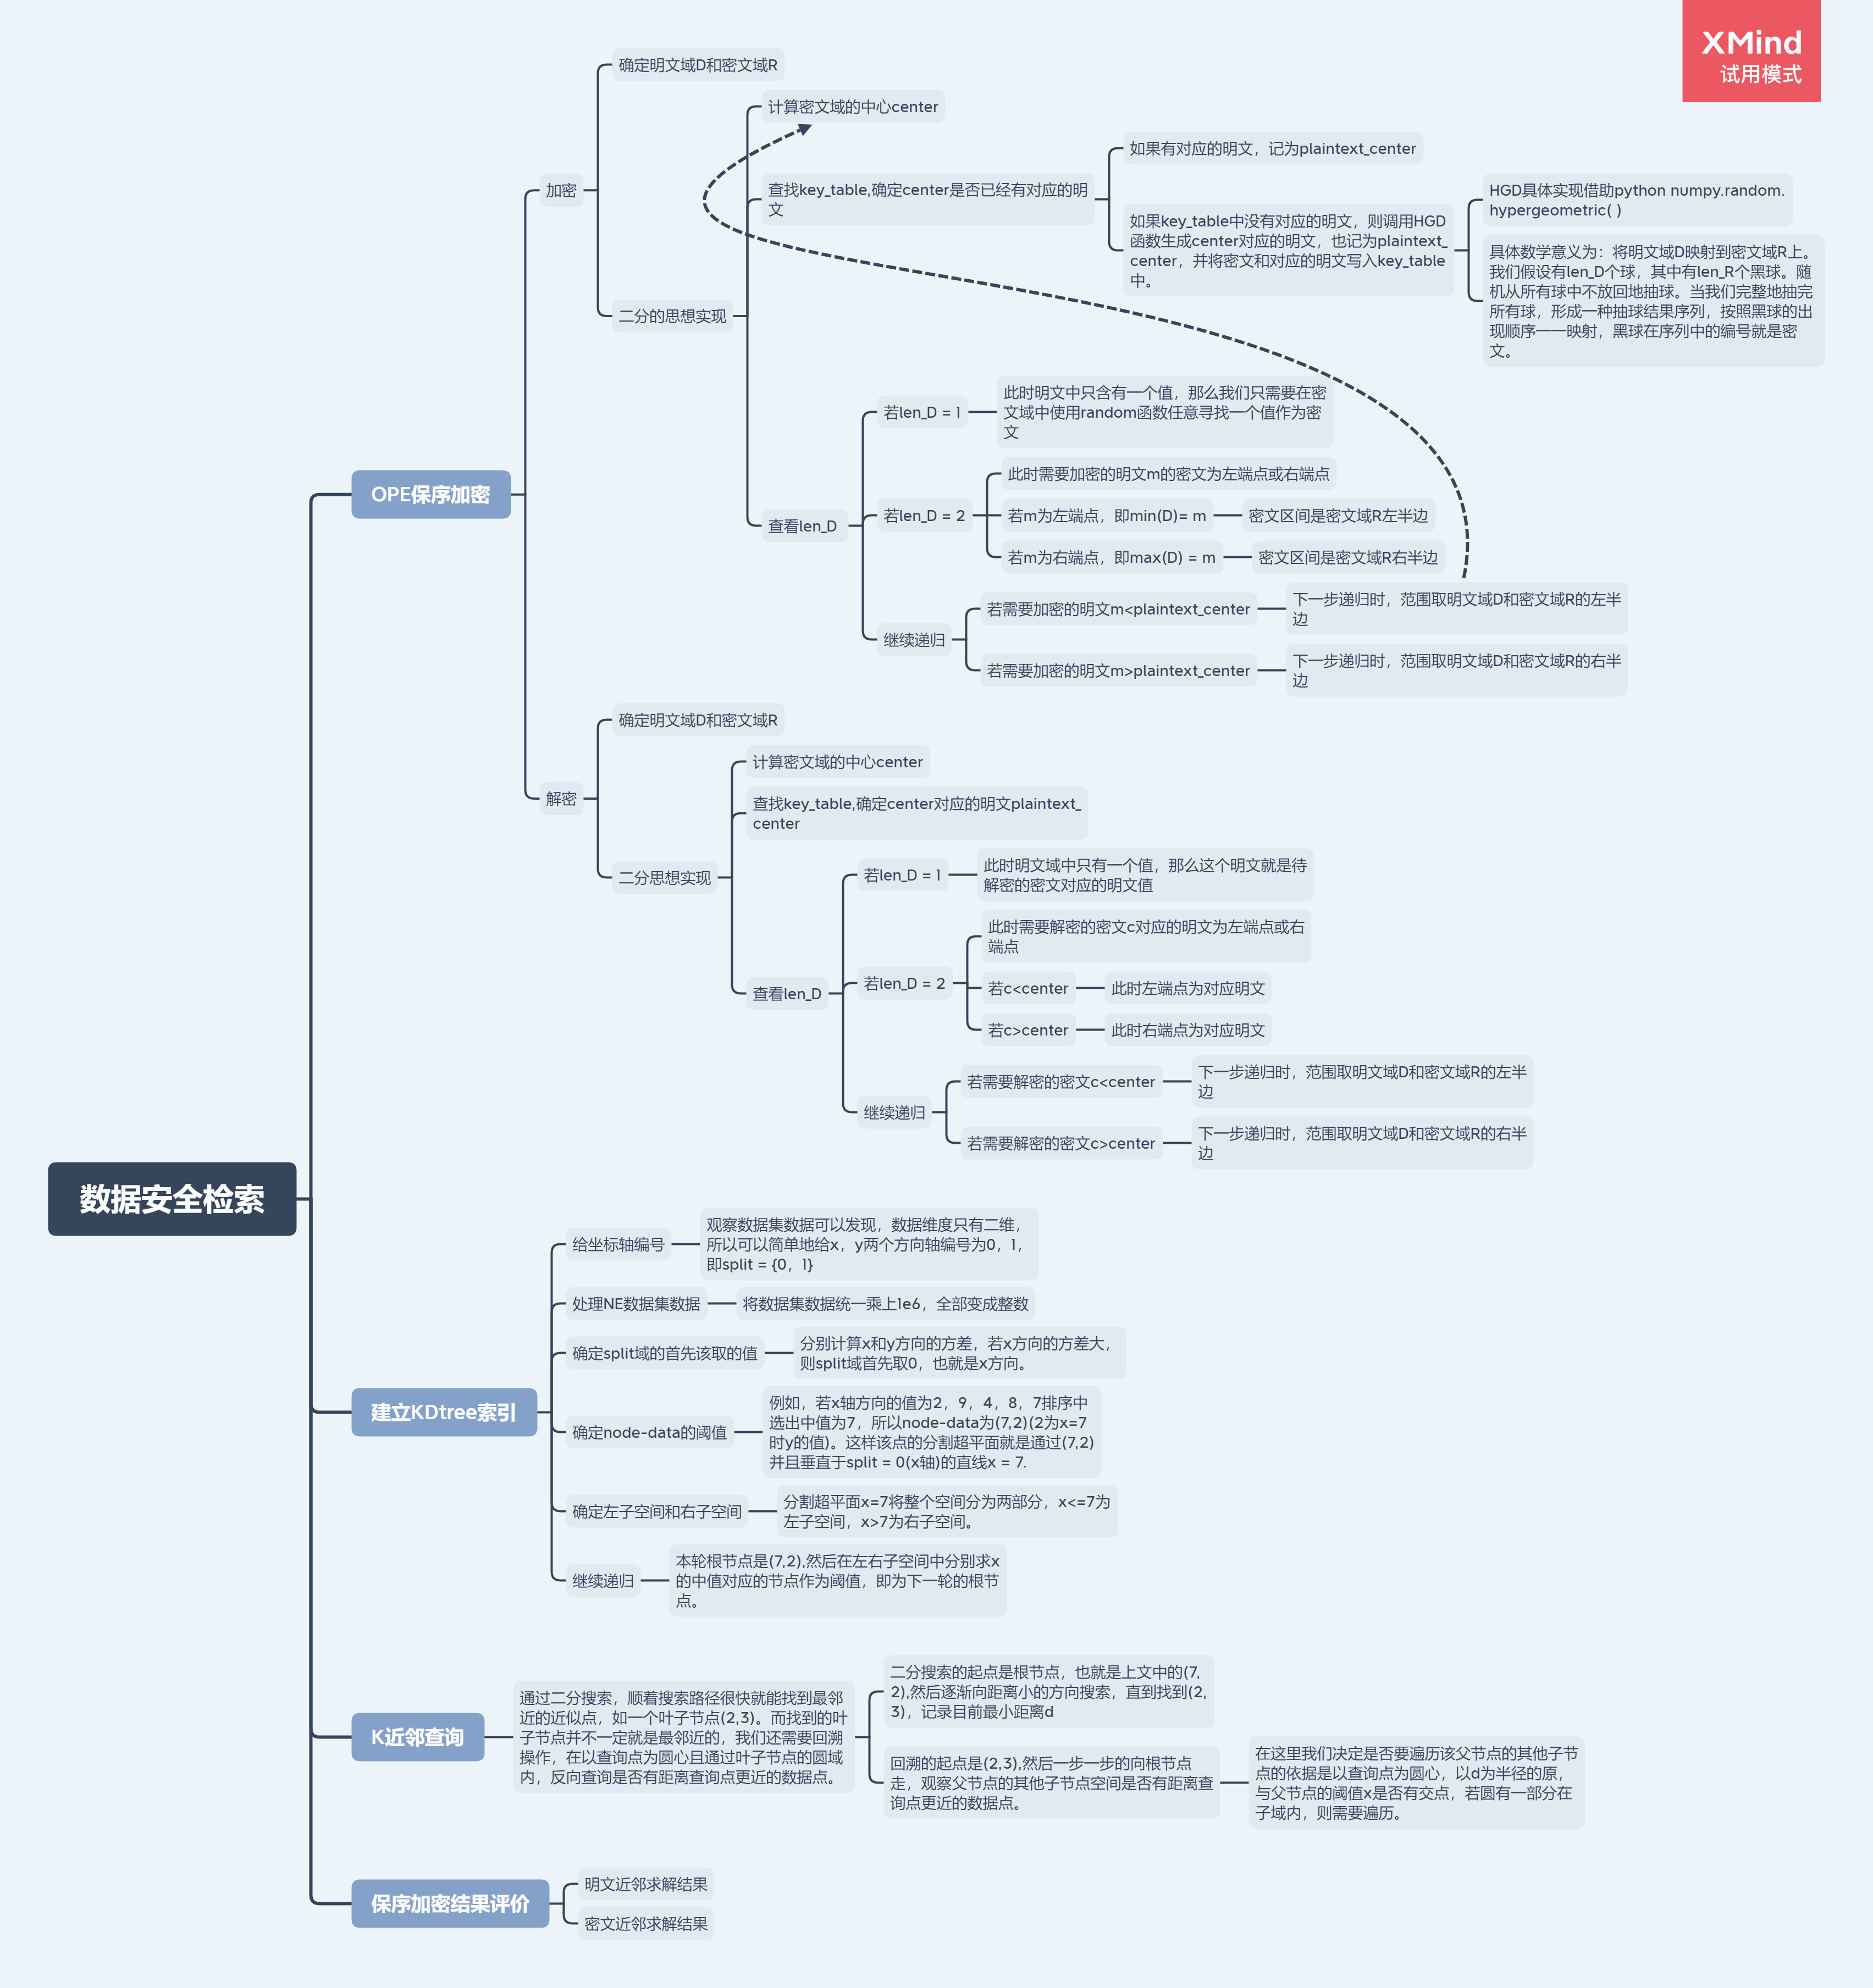 XMind
试用模式
数据安全检索
OPE保序加密
加密
确定明文域D和密文域R
二分的思想实现
计算密文域的中心center
查找key_table,确定center是否已经有对应的明
文
如果有对应的明文，记为plaintext_center
如果key_table中没有对应的明文，则调用HGD
函数生成center对应的明文，也记为plaintext_
center，并将密文和对应的明文写入key_table
中。
HGD具体实现借助python numpy.random.
hypergeometric( )
具体数学意义为：将明文域D映射到密文域R上。
我们假设有len_D个球，其中有len_R个黑球。随
机从所有球中不放回地抽球。当我们完整地抽完
所有球，形成一种抽球结果序列，按照黑球的出
现顺序一一映射，黑球在序列中的编号就是密
文。
查看len_D
若len_D = 1
此时明文中只含有一个值，那么我们只需要在密
文域中使用random函数任意寻找一个值作为密
文
若len_D = 2
此时需要加密的明文m的密文为左端点或右端点
若m为左端点，即min(D)= m
密文区间是密文域R左半边
若m为右端点，即max(D) = m
密文区间是密文域R右半边
继续递归
若需要加密的明文m<plaintext_center
下一步递归时，范围取明文域D和密文域R的左半
边
若需要加密的明文m>plaintext_center
下一步递归时，范围取明文域D和密文域R的右半
边
解密
确定明文域D和密文域R
二分思想实现
计算密文域的中心center
查找key_table,确定center对应的明文plaintext_
center
查看len_D
若len_D = 1
此时明文域中只有一个值，那么这个明文就是待
解密的密文对应的明文值
若len_D = 2
此时需要解密的密文c对应的明文为左端点或右
端点
若c<center
此时左端点为对应明文
若c>center
此时右端点为对应明文
继续递归
若需要解密的密文c<center
下一步递归时，范围取明文域D和密文域R的左半
边
若需要解密的密文c>center
下一步递归时，范围取明文域D和密文域R的右半
边
建立KDtree索引
给坐标轴编号
观察数据集数据可以发现，数据维度只有二维，
所以可以简单地给x，y两个方向轴编号为0，1，
即split = {0，1}
处理NE数据集数据
将数据集数据统一乘上1e6，全部变成整数
确定split域的首先该取的值
分别计算x和y方向的方差，若x方向的方差大，
则split域首先取0，也就是x方向。
确定node-data的阈值
例如，若x轴方向的值为2，9，4，8，7排序中
选出中值为7，所以node-data为(7,2)(2为x=7
时y的值)。这样该点的分割超平面就是通过(7,2)
并且垂直于split = 0(x轴)的直线x = 7.
确定左子空间和右子空间
分割超平面x=7将整个空间分为两部分，x<=7为
左子空间，x>7为右子空间。
继续递归
本轮根节点是(7,2),然后在左右子空间中分别求x
的中值对应的节点作为阈值，即为下一轮的根节
点。
K近邻查询
通过二分搜索，顺着搜索路径很快就能找到最邻
近的近似点，如一个叶子节点(2,3)。而找到的叶
子节点并不一定就是最邻近的，我们还需要回溯
操作，在以查询点为圆心且通过叶子节点的圆域
内，反向查询是否有距离查询点更近的数据点。
二分搜索的起点是根节点，也就是上文中的(7,
2),然后逐渐向距离小的方向搜索，直到找到(2,
3)，记录目前最小距离d
回溯的起点是(2,3),然后一步一步的向根节点
走，观察父节点的其他子节点空间是否有距离查
询点更近的数据点。
在这里我们决定是否要遍历该父节点的其他子节
点的依据是以查询点为圆心，以d为半径的原，
与父节点的阈值x是否有交点，若圆有一部分在
子域内，则需要遍历。
保序加密结果评价
明文近邻求解结果
密文近邻求解结果